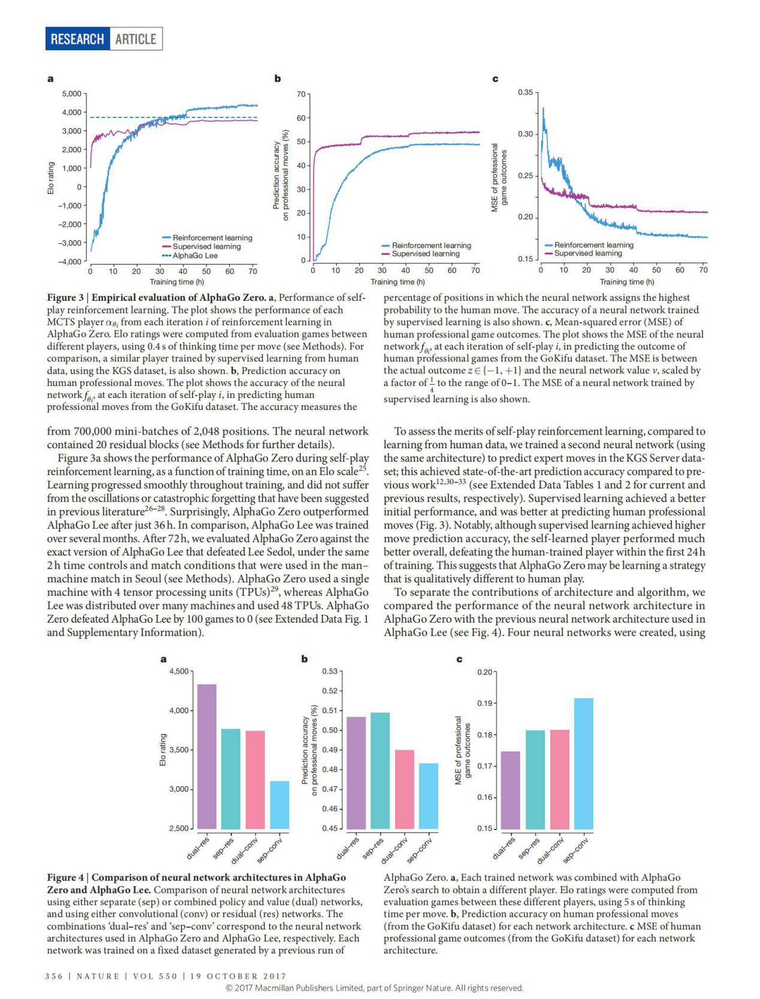 RESEARCH ARTICLE
a
5,000
4,000
3,000
2,000
1,000
0
–1,000
–2,000
–3,000
–4,000
Elo rating
0 10 20 30 40 50 60 70
Training time (h)
Reinforcement learning
Supervised learning
AlphaGo Lee
b
70
60
50
40
30
20
10
0
Prediction accuracy
on professional moves (%)
0 10 20 30 40 50 60 70
Training time (h)
Reinforcement learning
Supervised learning
c
0.35
0.30
0.25
0.20
0.15
MSE of professional
game outcomes
0 10 20 30 40 50 60 70
Training time (h)
Reinforcement learning
Supervised learning
Figure 3 | Empirical evaluation of AlphaGo Zero. a, Performance of self-
play reinforcement learning. The plot shows the performance of each
MCTS player αθi from each iteration i of reinforcement learning in
AlphaGo Zero. Elo ratings were computed from evaluation games between
different players, using 0.4 s of thinking time per move (see Methods). For
comparison, a similar player trained by supervised learning from human
data, using the KGS dataset, is also shown. b, Prediction accuracy on
human professional moves. The plot shows the accuracy of the neural
network fθi, at each iteration of self-play i, in predicting human
professional moves from the GoKifu dataset. The accuracy measures the
percentage of positions in which the neural network assigns the highest
probability to the human move. The accuracy of a neural network trained
by supervised learning is also shown. c, Mean-squared error (MSE) of
human professional game outcomes. The plot shows the MSE of the neural
network fθi, at each iteration of self-play i, in predicting the outcome of
human professional games from the GoKifu dataset. The MSE is between
the actual outcome z ∈ {−1, +1} and the neural network value v, scaled by
a factor of 1/4 to the range of 0–1. The MSE of a neural network trained by
supervised learning is also shown.
from 700,000 mini-batches of 2,048 positions. The neural network
contained 20 residual blocks (see Methods for further details).
Figure 3a shows the performance of AlphaGo Zero during self-play
reinforcement learning, as a function of training time, on an Elo scale25.
Learning progressed smoothly throughout training, and did not suffer
from the oscillations or catastrophic forgetting that have been suggested
in previous literature26–28. Surprisingly, AlphaGo Zero outperformed
AlphaGo Lee after just 36 h. In comparison, AlphaGo Lee was trained
over several months. After 72 h, we evaluated AlphaGo Zero against the
exact version of AlphaGo Lee that defeated Lee Sedol, under the same
2 h time controls and match conditions that were used in the man–
machine match in Seoul (see Methods). AlphaGo Zero used a single
machine with 4 tensor processing units (TPUs)29, whereas AlphaGo
Lee was distributed over many machines and used 48 TPUs. AlphaGo
Zero defeated AlphaGo Lee by 100 games to 0 (see Extended Data Fig. 1
and Supplementary Information).
To assess the merits of self-play reinforcement learning, compared to
learning from human data, we trained a second neural network (using
the same architecture) to predict expert moves in the KGS Server data-
set; this achieved state-of-the-art prediction accuracy compared to pre-
vious work12,30–33 (see Extended Data Tables 1 and 2 for current and
previous results, respectively). Supervised learning achieved a better
initial performance, and was better at predicting human professional
moves (Fig. 3). Notably, although supervised learning achieved higher
move prediction accuracy, the self-learned player performed much
better overall, defeating the human-trained player within the first 24 h
of training. This suggests that AlphaGo Zero may be learning a strategy
that is qualitatively different to human play.
To separate the contributions of architecture and algorithm, we
compared the performance of the neural network architecture in
AlphaGo Zero with the previous neural network architecture used in
AlphaGo Lee (see Fig. 4). Four neural networks were created, using
a
4,500
4,000
3,500
3,000
2,500
Elo rating
dual–res
sep–res
dual–conv
sep–conv
b
0.53
0.52
0.51
0.50
0.49
0.48
0.47
0.46
0.45
Prediction accuracy
on professional moves (%)
dual–res
sep–res
dual–conv
sep–conv
c
0.20
0.19
0.18
0.17
0.16
0.15
MSE of professional
game outcomes
dual–res
sep–res
dual–conv
sep–conv
Figure 4 | Comparison of neural network architectures in AlphaGo
Zero and AlphaGo Lee. Comparison of neural network architectures
using either separate (sep) or combined policy and value (dual) networks,
and using either convolutional (conv) or residual (res) networks. The
combinations ‘dual–res’ and ‘sep–conv’ correspond to the neural network
architectures used in AlphaGo Zero and AlphaGo Lee, respectively. Each
network was trained on a fixed dataset generated by a previous run of
AlphaGo Zero. a, Each trained network was combined with AlphaGo
Zero’s search to obtain a different player. Elo ratings were computed from
evaluation games between these different players, using 5 s of thinking
time per move. b, Prediction accuracy on human professional moves
(from the GoKifu dataset) for each network architecture. c MSE of human
professional game outcomes (from the GoKifu dataset) for each network
architecture.
356 | NATURE | VOL 550 | 19 OCTOBER 2017
© 2017 Macmillan Publishers Limited, part of Springer Nature. All rights reserved.